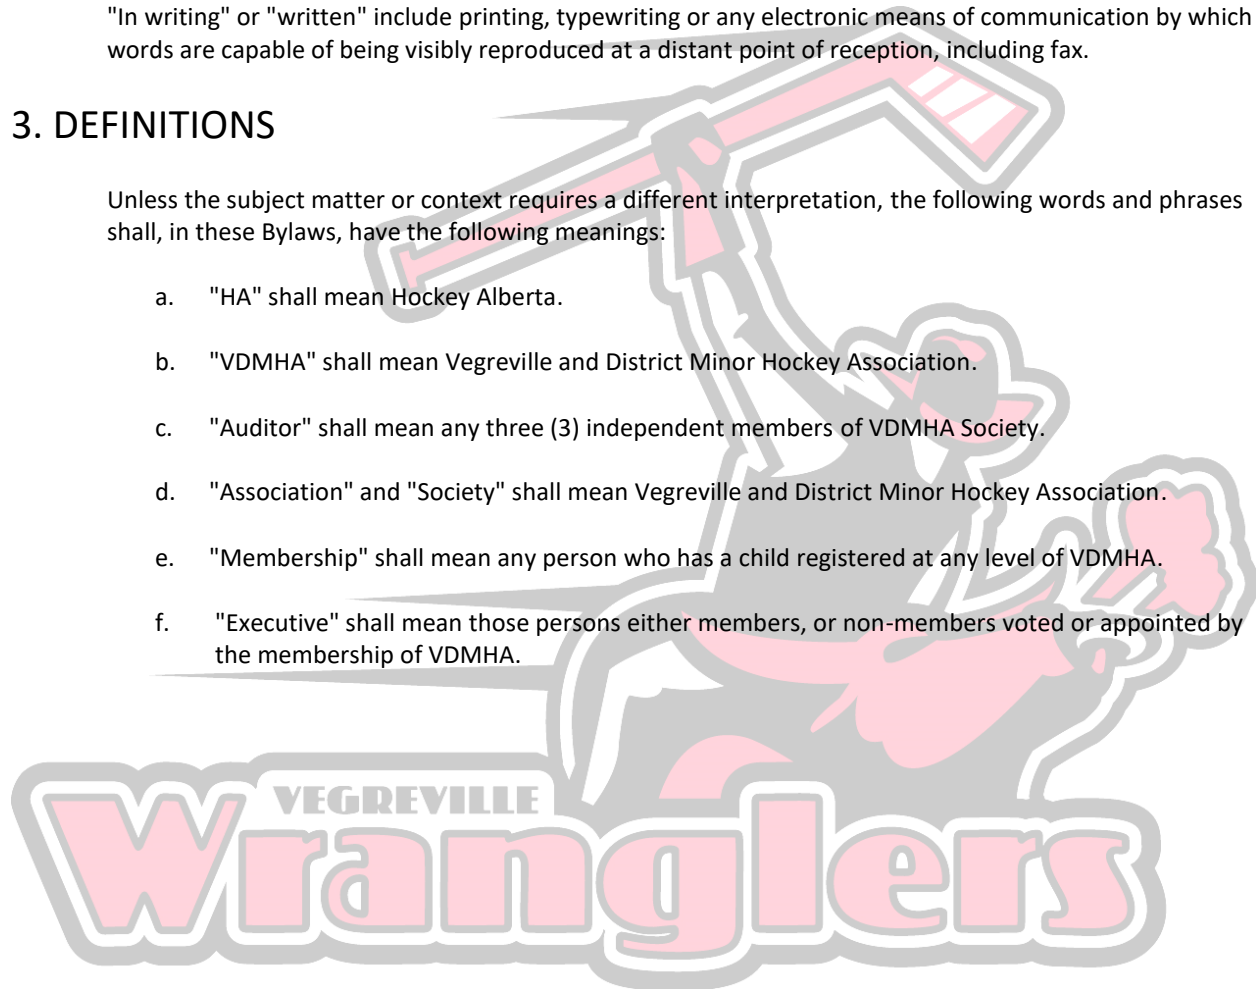 "In writing" or "written" include printing, typewriting or any electronic means of communication by which
words are capable of being visibly reproduced at a distant point of reception, including fax.
3. DEFINITIONS
Unless the subject matter or context requires a different interpretation, the following words and phrases
shall, in these Bylaws, have the following meanings:
a. "HA" shall mean Hockey Alberta.
b. "VDMHA" shall mean Vegreville and District Minor Hockey Association.
c. "Auditor" shall mean any three (3) independent members of VDMHA Society.
d. "Association" and "Society" shall mean Vegreville and District Minor Hockey Association.
e. "Membership" shall mean any person who has a child registered at any level of VDMHA.
f. "Executive" shall mean those persons either members, or non-members voted or appointed by
the membership of VDMHA.
VEGREVILLE
Wranglers